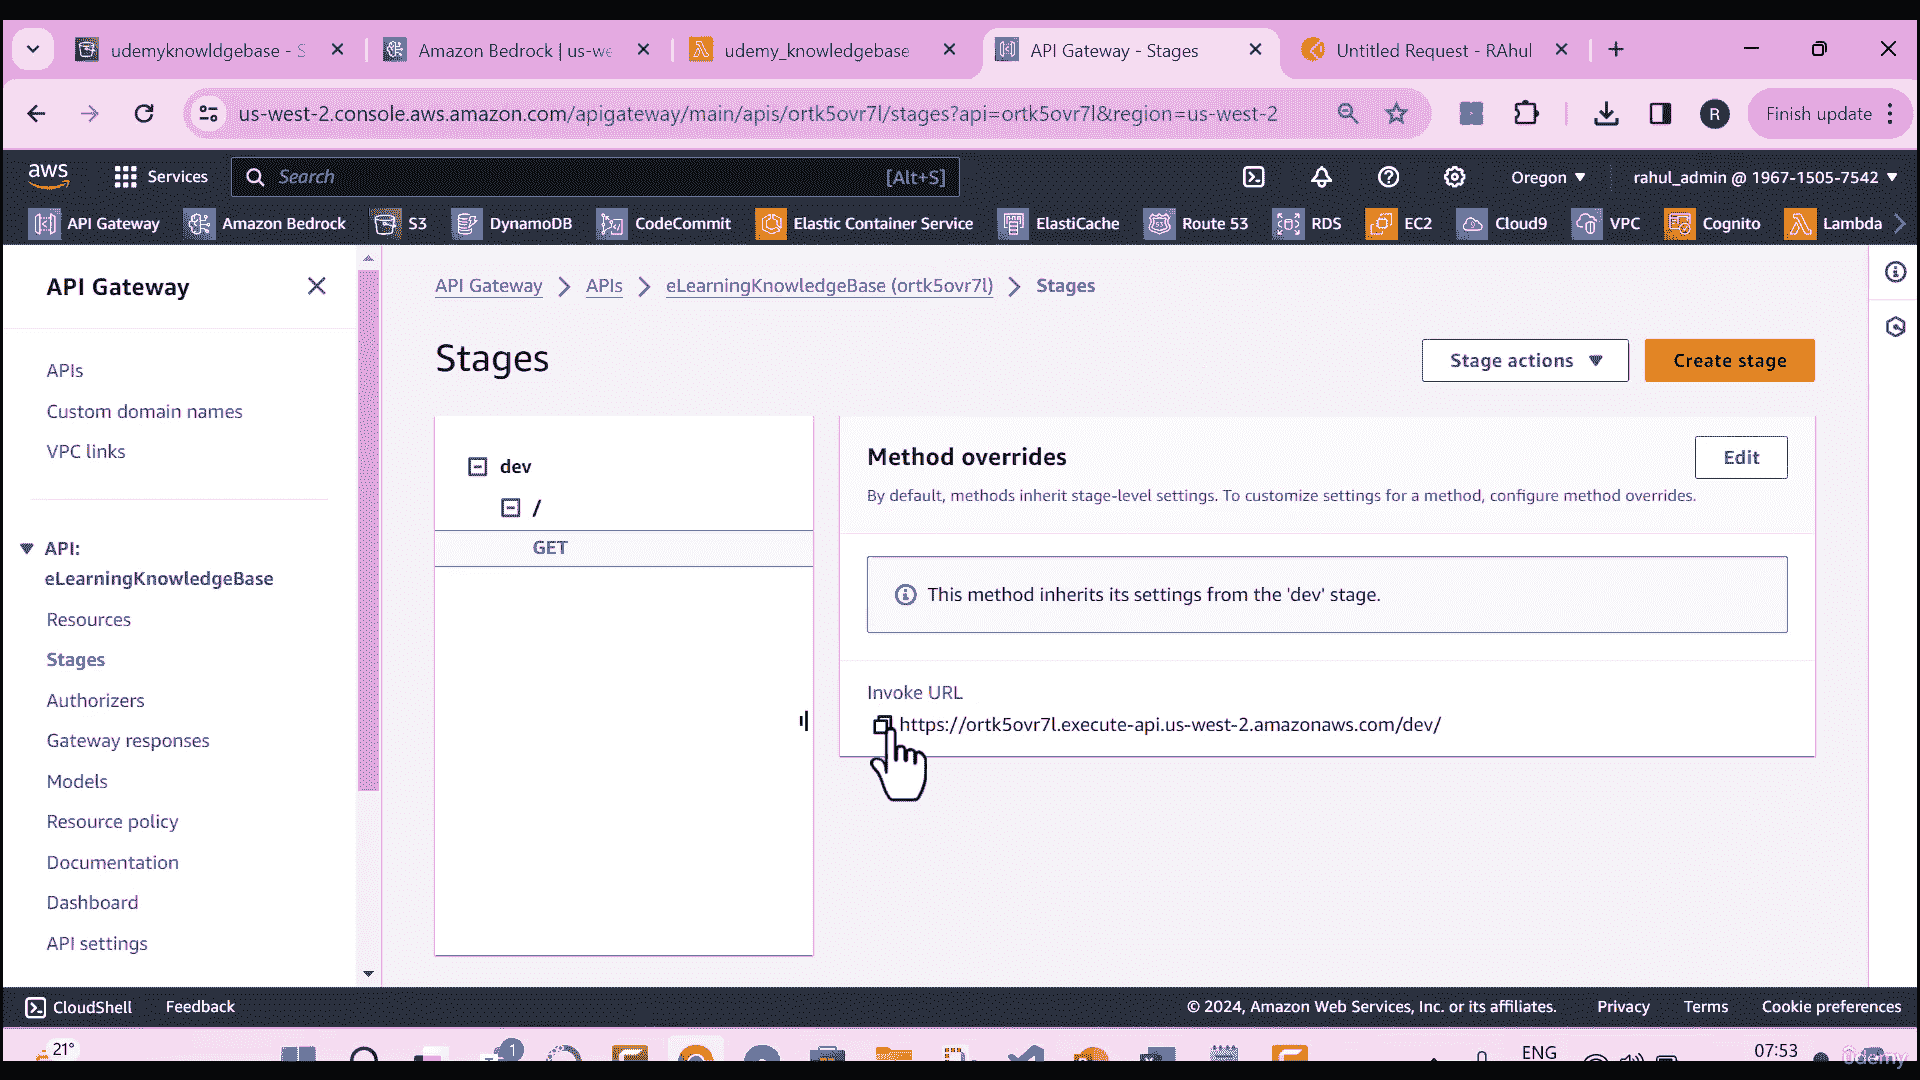 udemyknowldgebase - S
Amazon Bedrock | us-we
udemy_knowledgebase
API Gateway - Stages
Untitled Request - RAhul
us-west-2.console.aws.amazon.com/apigateway/main/apis/ortk5ovr7l/stages?api=ortk5ovr7l&region=us-west-2
R
Finish update
aws
Services
Search
[Alt+S]
Oregon
rahul_admin @ 1967-1505-7542
API Gateway
Amazon Bedrock
S3
DynamoDB
CodeCommit
Elastic Container Service
ElastiCache
Route 53
RDS
EC2
Cloud9
VPC
Cognito
Lambda
API Gateway
APIs
Custom domain names
VPC links
API:
eLearningKnowledgeBase
Resources
Stages
Authorizers
Gateway responses
Models
Resource policy
Documentation
Dashboard
API settings
API Gateway
APIs
eLearningKnowledgeBase (ortk5ovr7l)
Stages
Stages
Stage actions
Create stage
dev
/
GET
Method overrides
Edit
By default, methods inherit stage-level settings. To customize settings for a method, configure method overrides.
This method inherits its settings from the 'dev' stage.
Invoke URL
https://ortk5ovr7l.execute-api.us-west-2.amazonaws.com/dev/
CloudShell
Feedback
© 2024, Amazon Web Services, Inc. or its affiliates.
Privacy
Terms
Cookie preferences
21°
1
ENG
07:53
udemy